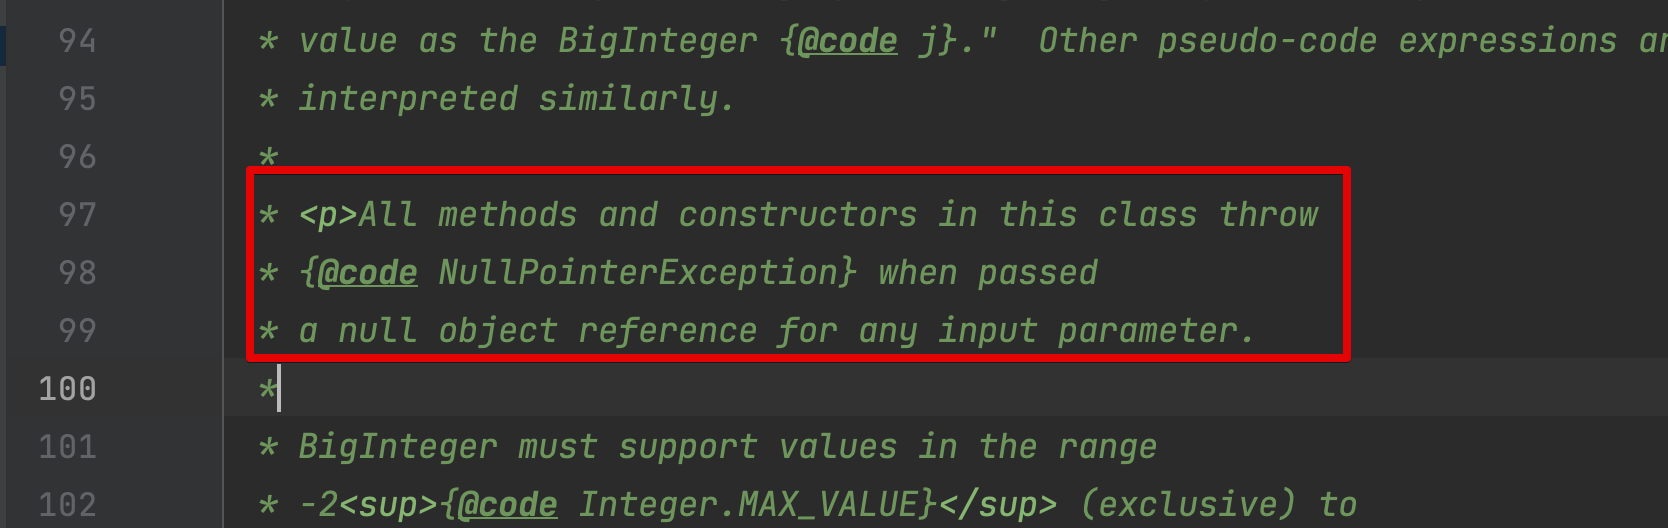 94 * value as the BigInteger {@code j}."  Other pseudo-code expressions
95 * interpreted similarly.
96 *
97 * <p>All methods and constructors in this class throw
98 * {@code NullPointerException} when passed
99 * a null object reference for any input parameter.
100 *
101 * BigInteger must support values in the range
102 * -2<sup>{@code Integer.MAX_VALUE}</sup> (exclusive) to